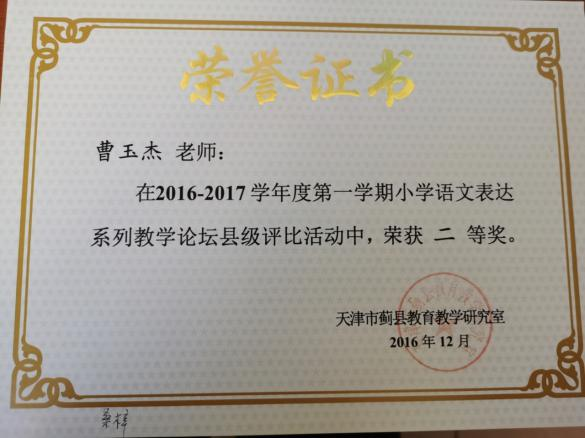 荣誉证书
曹玉杰 老师：
在2016-2017学年度第一学期小学语文表达
系列教学论坛县级评比活动中，荣获 二 等奖。
天津市蓟县教育教学研究室
2016年12月
桑梓